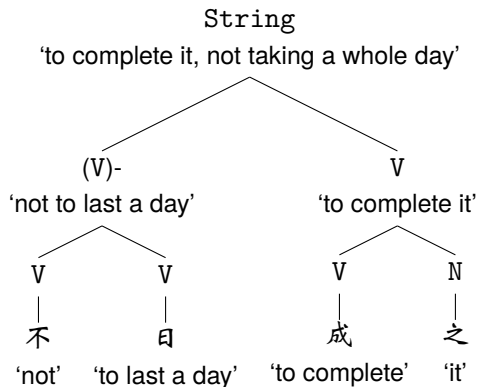 String
‘to complete it, not taking a whole day’
(V)- V
‘not to last a day’ ‘to complete it’
V V V N
不 日 成 之
‘not’ ‘to last a day’ ‘to complete’ ‘it’